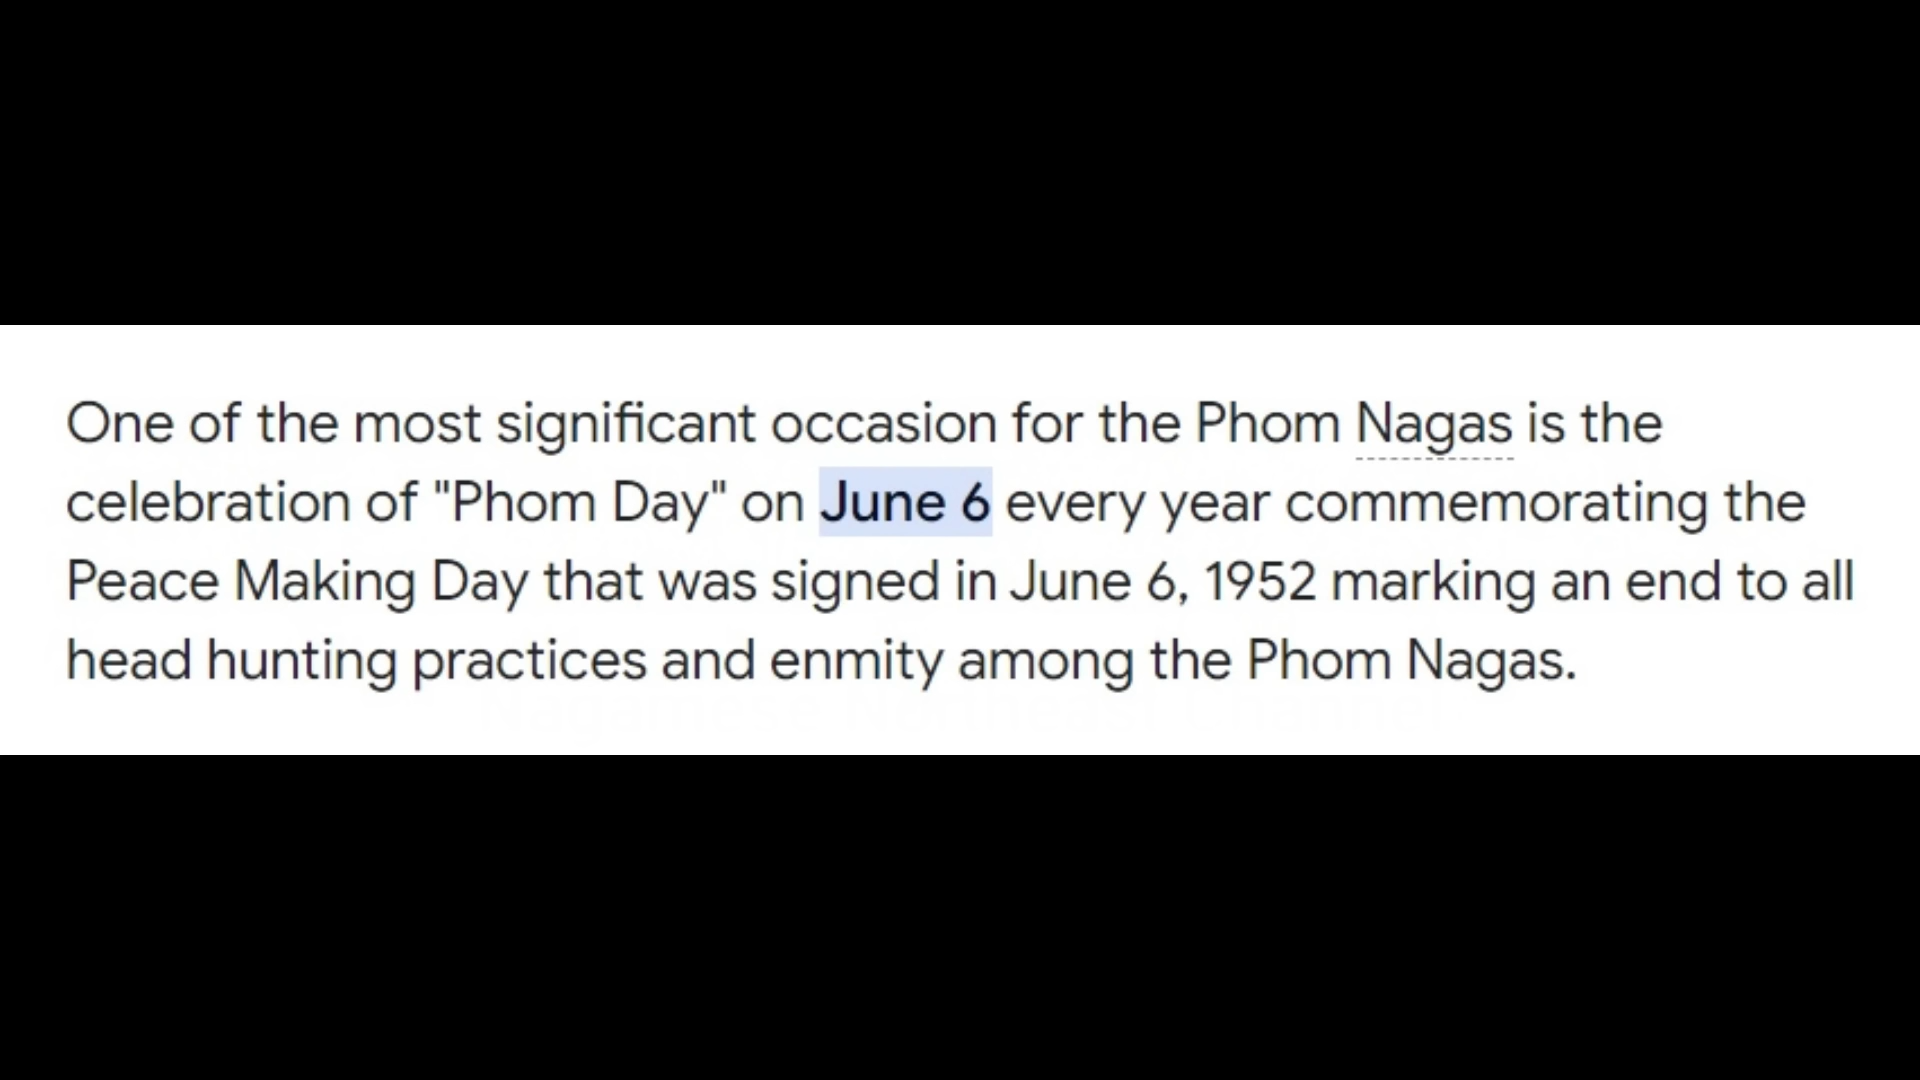 One of the most significant occasion for the Phom Nagas is the
celebration of "Phom Day" on June 6 every year commemorating the
Peace Making Day that was signed in June 6, 1952 marking an end to all
head hunting practices and enmity among the Phom Nagas.